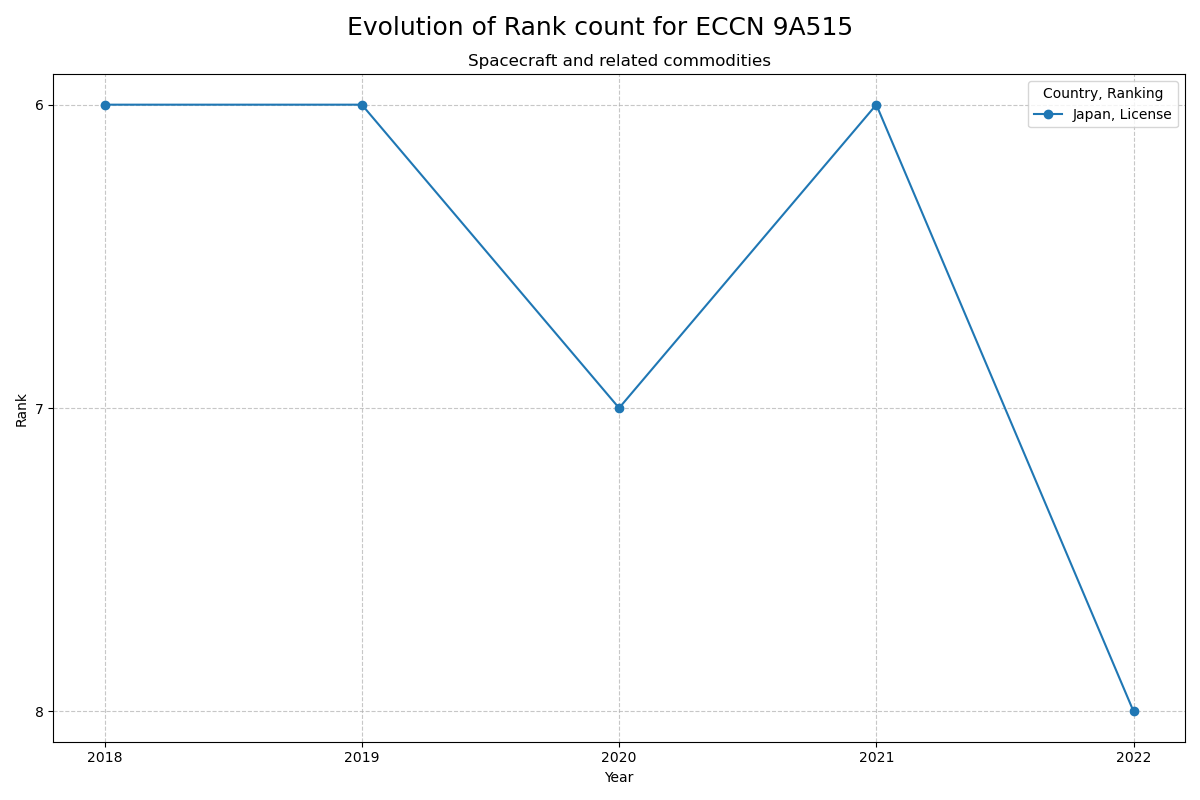 Evolution of Rank count for ECCN 9A515
Spacecraft and related commodities
Country, Ranking
Japan, License
Rank
6
7
8
2018
2019
2020
2021
2022
Year